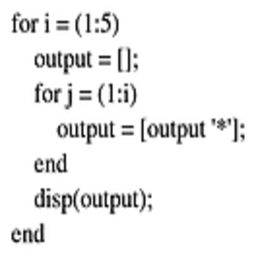 for i = (1:5)
output = [];
for j = (1:i)
output = [output '*'];
end
disp(output);
end